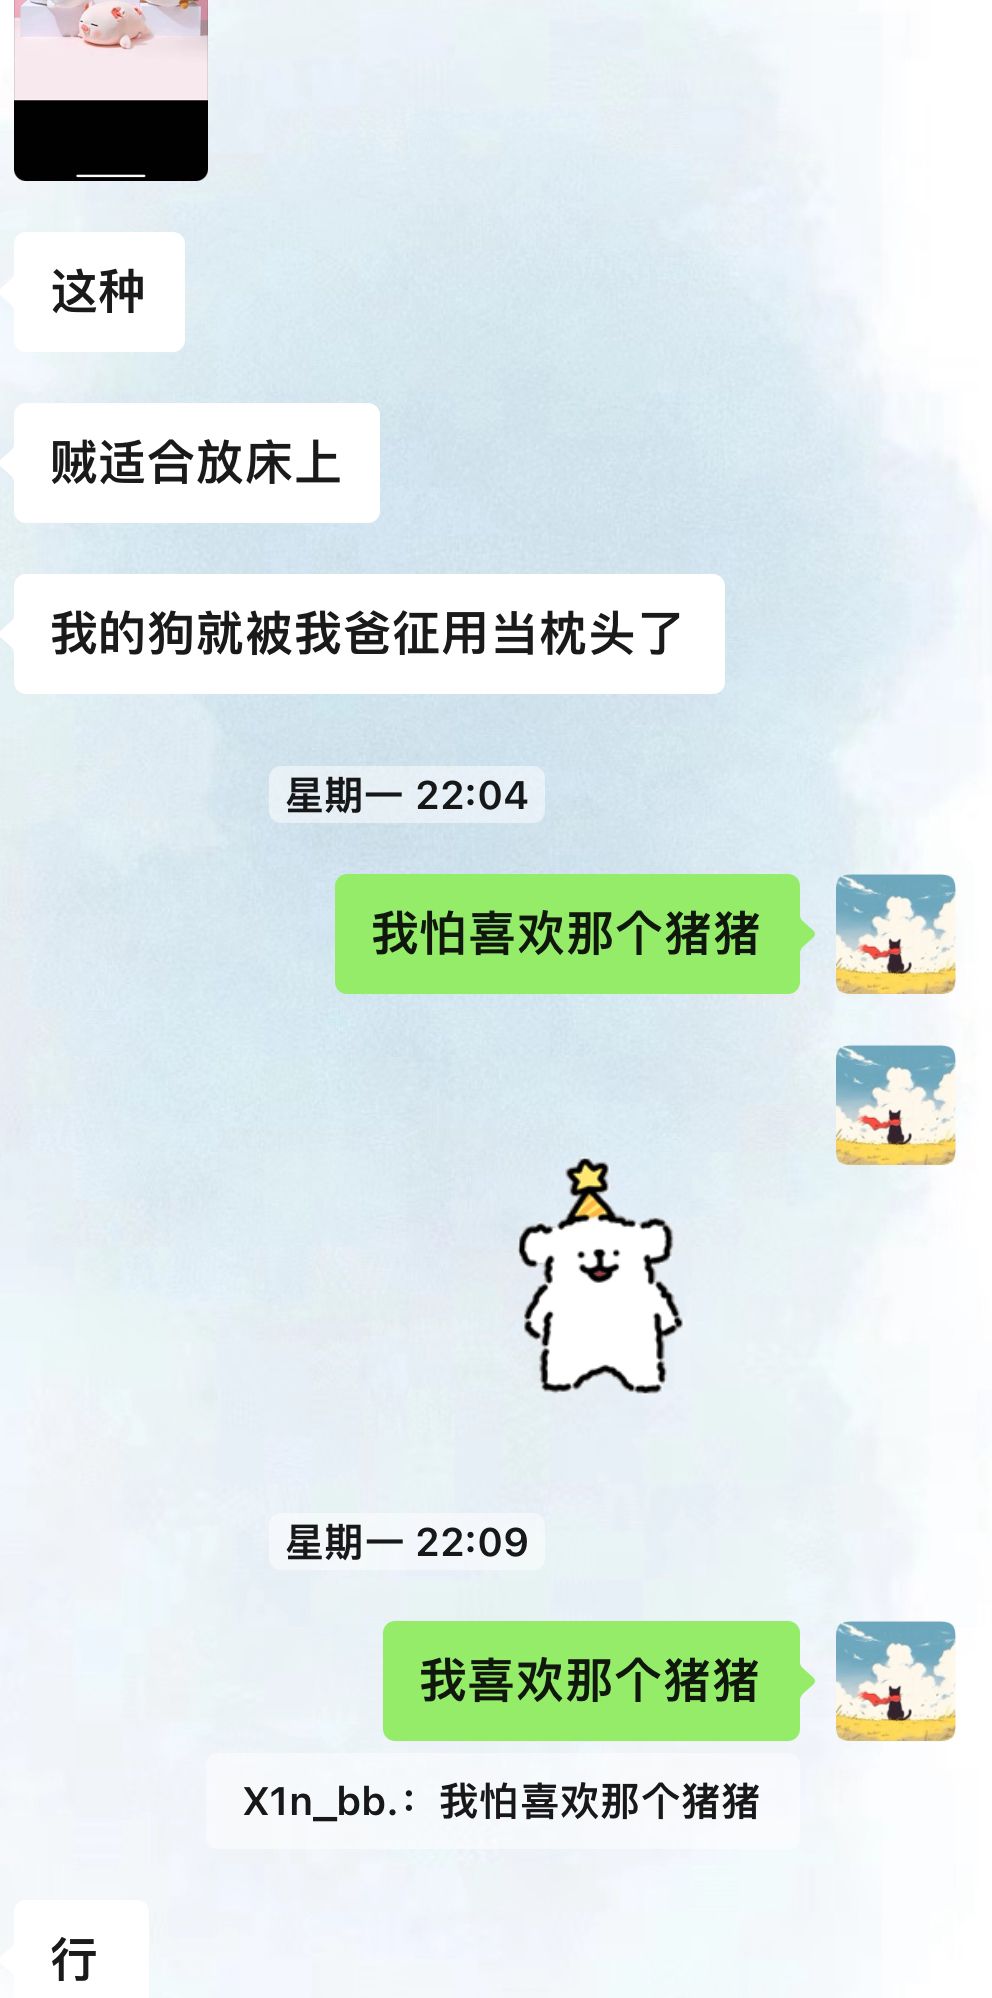 这种
贼适合放床上
我的狗就被我爸征用当枕头了
星期一 22:04
我怕喜欢那个猪猪
星期一 22:09
我喜欢那个猪猪
X1n_bb.：我怕喜欢那个猪猪
行